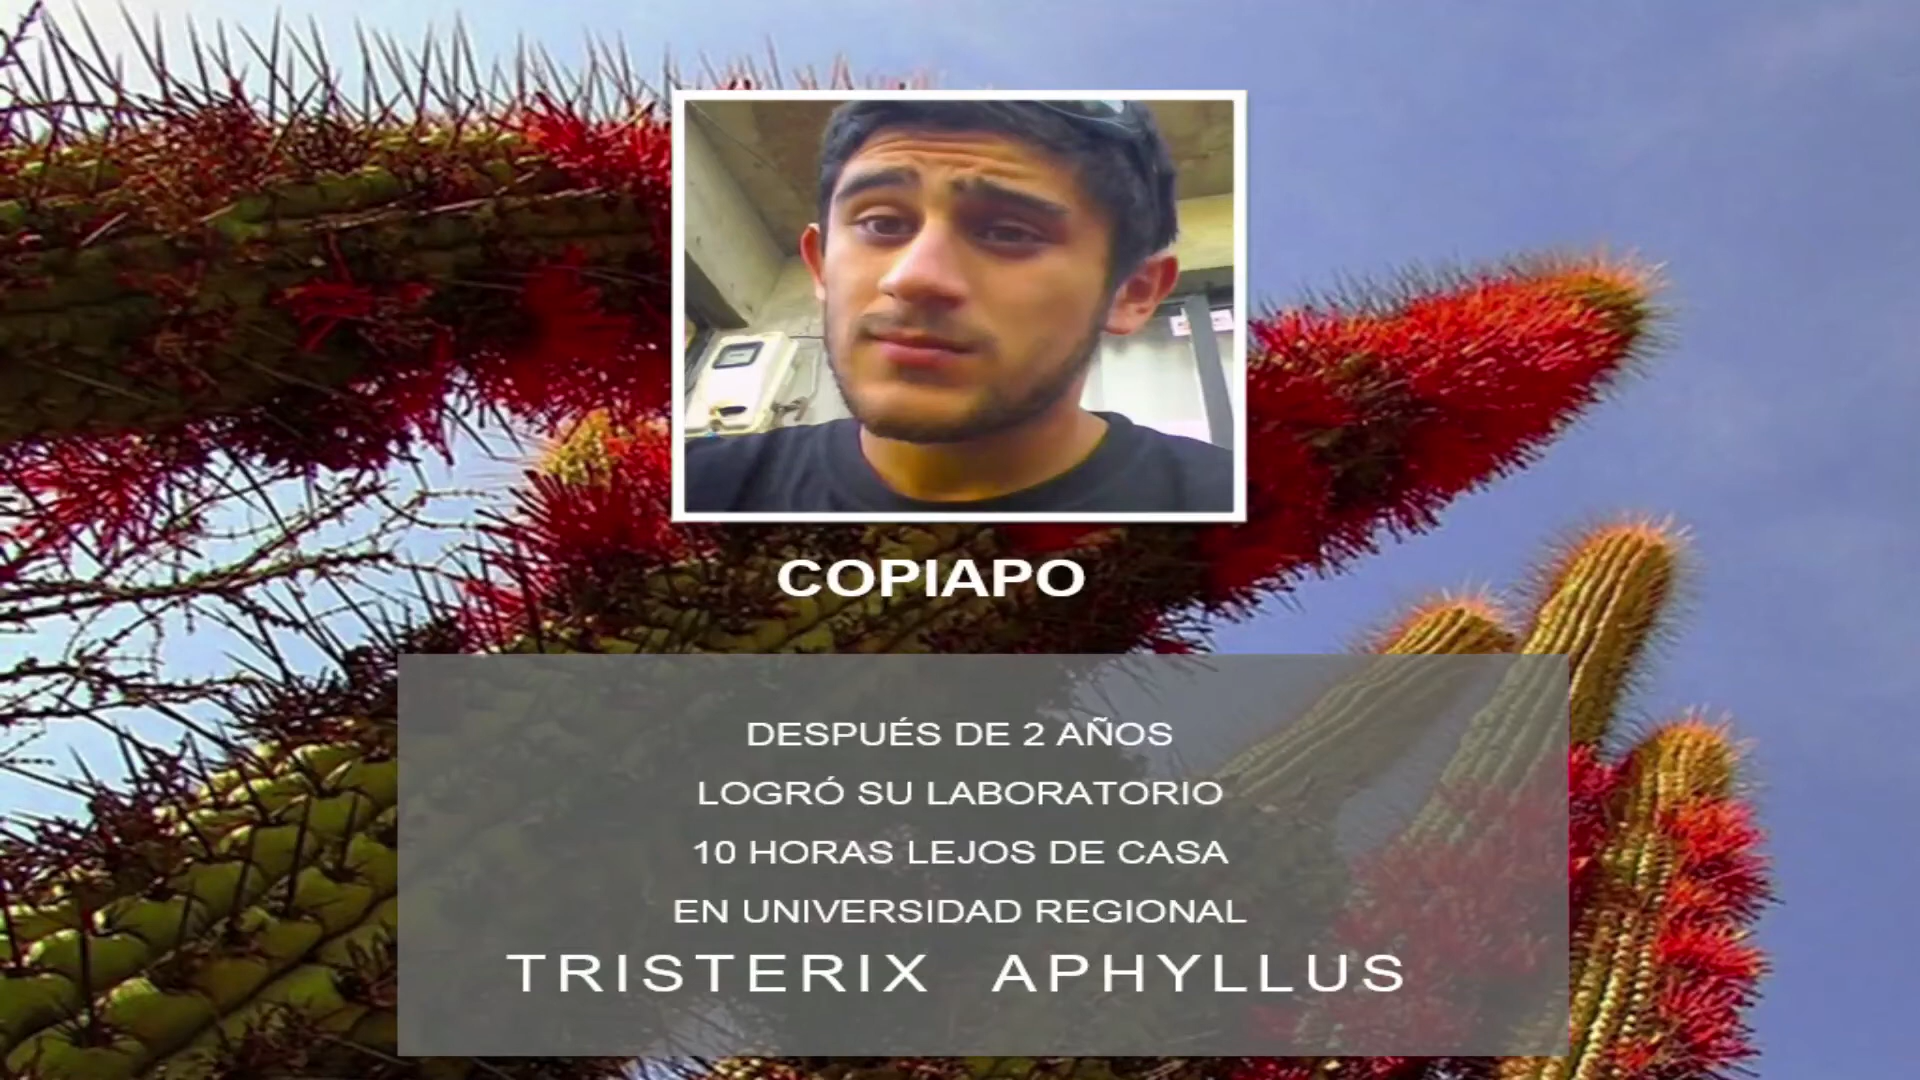 COPIAPO
DESPUÉS DE 2 AÑOS
LOGRÓ SU LABORATORIO
10 HORAS LEJOS DE CASA
EN UNIVERSIDAD REGIONAL
TRISTERIX APHYLLUS